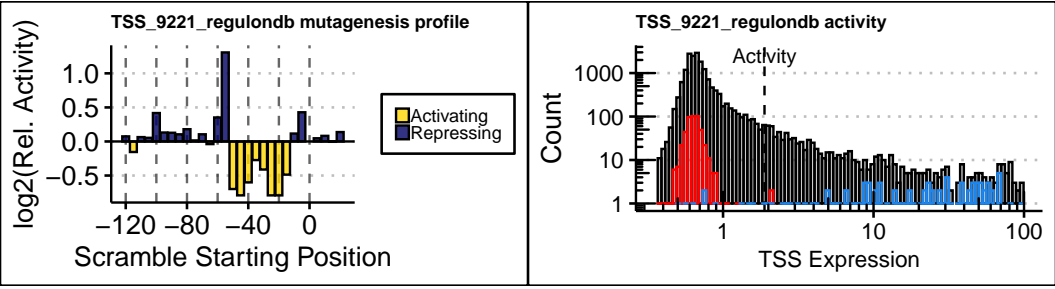 TSS_9221_regulondb mutagenesis profile
log2(Rel. Activity)
1.0
0.5
0.0
−0.5
−120 −80 −40 0
Scramble Starting Position
Activating
Repressing
TSS_9221_regulondb activity
Activity
Count
1000
100
10
1
1 10 100
TSS Expression